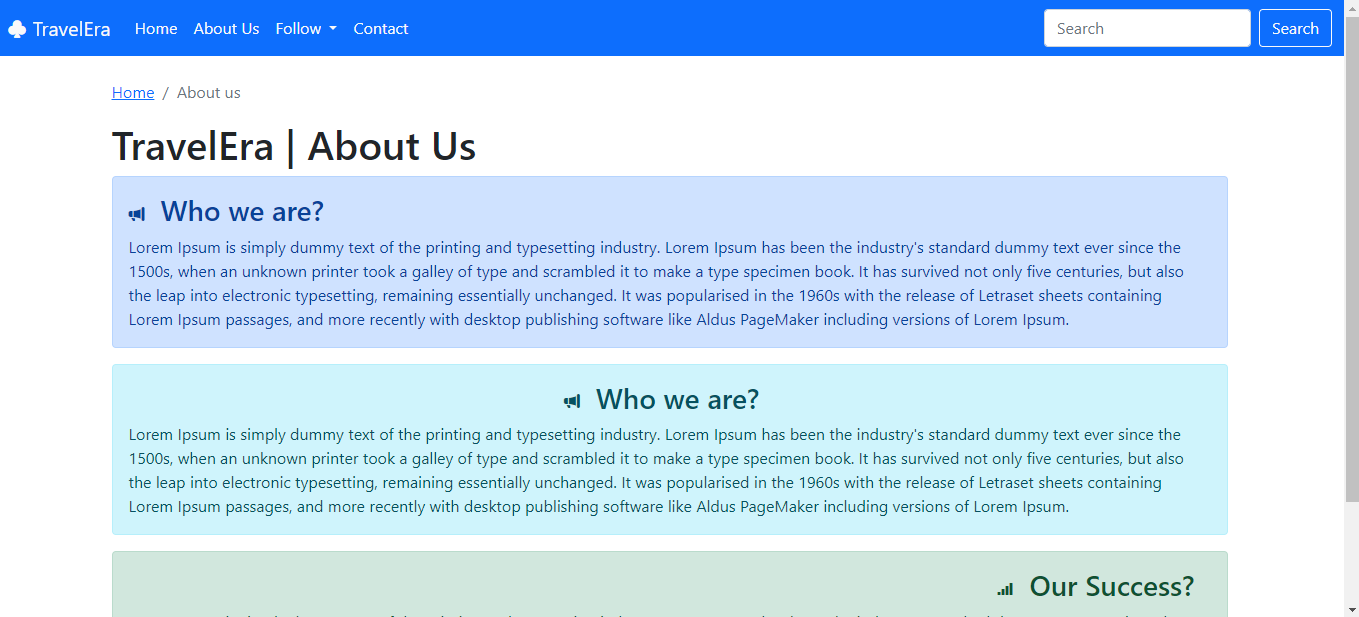 TravelEra Home About Us Follow Contact Search Search
Home / About us
TravelEra | About Us
Who we are?
Lorem Ipsum is simply dummy text of the printing and typesetting industry. Lorem Ipsum has been the industry's standard dummy text ever since the
1500s, when an unknown printer took a galley of type and scrambled it to make a type specimen book. It has survived not only five centuries, but also
the leap into electronic typesetting, remaining essentially unchanged. It was popularised in the 1960s with the release of Letraset sheets containing
Lorem Ipsum passages, and more recently with desktop publishing software like Aldus PageMaker including versions of Lorem Ipsum.
Who we are?
Lorem Ipsum is simply dummy text of the printing and typesetting industry. Lorem Ipsum has been the industry's standard dummy text ever since the
1500s, when an unknown printer took a galley of type and scrambled it to make a type specimen book. It has survived not only five centuries, but also
the leap into electronic typesetting, remaining essentially unchanged. It was popularised in the 1960s with the release of Letraset sheets containing
Lorem Ipsum passages, and more recently with desktop publishing software like Aldus PageMaker including versions of Lorem Ipsum.
Our Success?